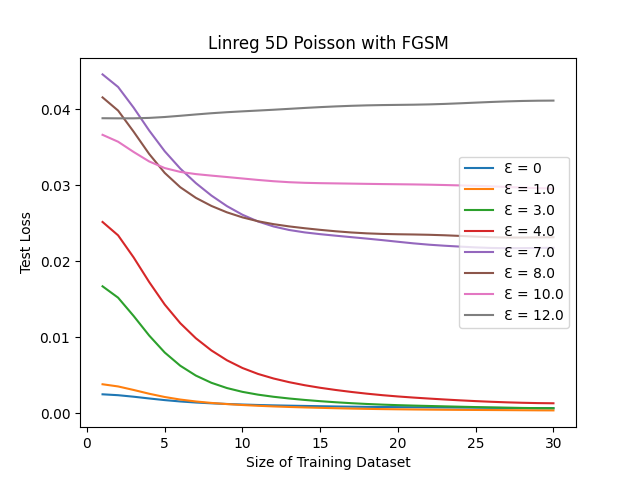 Linreg 5D Poisson with FGSM
Test Loss
0.04
0.03
0.02
0.01
0.00
Ɛ = 0
Ɛ = 1.0
Ɛ = 3.0
Ɛ = 4.0
Ɛ = 7.0
Ɛ = 8.0
Ɛ = 10.0
Ɛ = 12.0
0 5 10 15 20 25 30
Size of Training Dataset